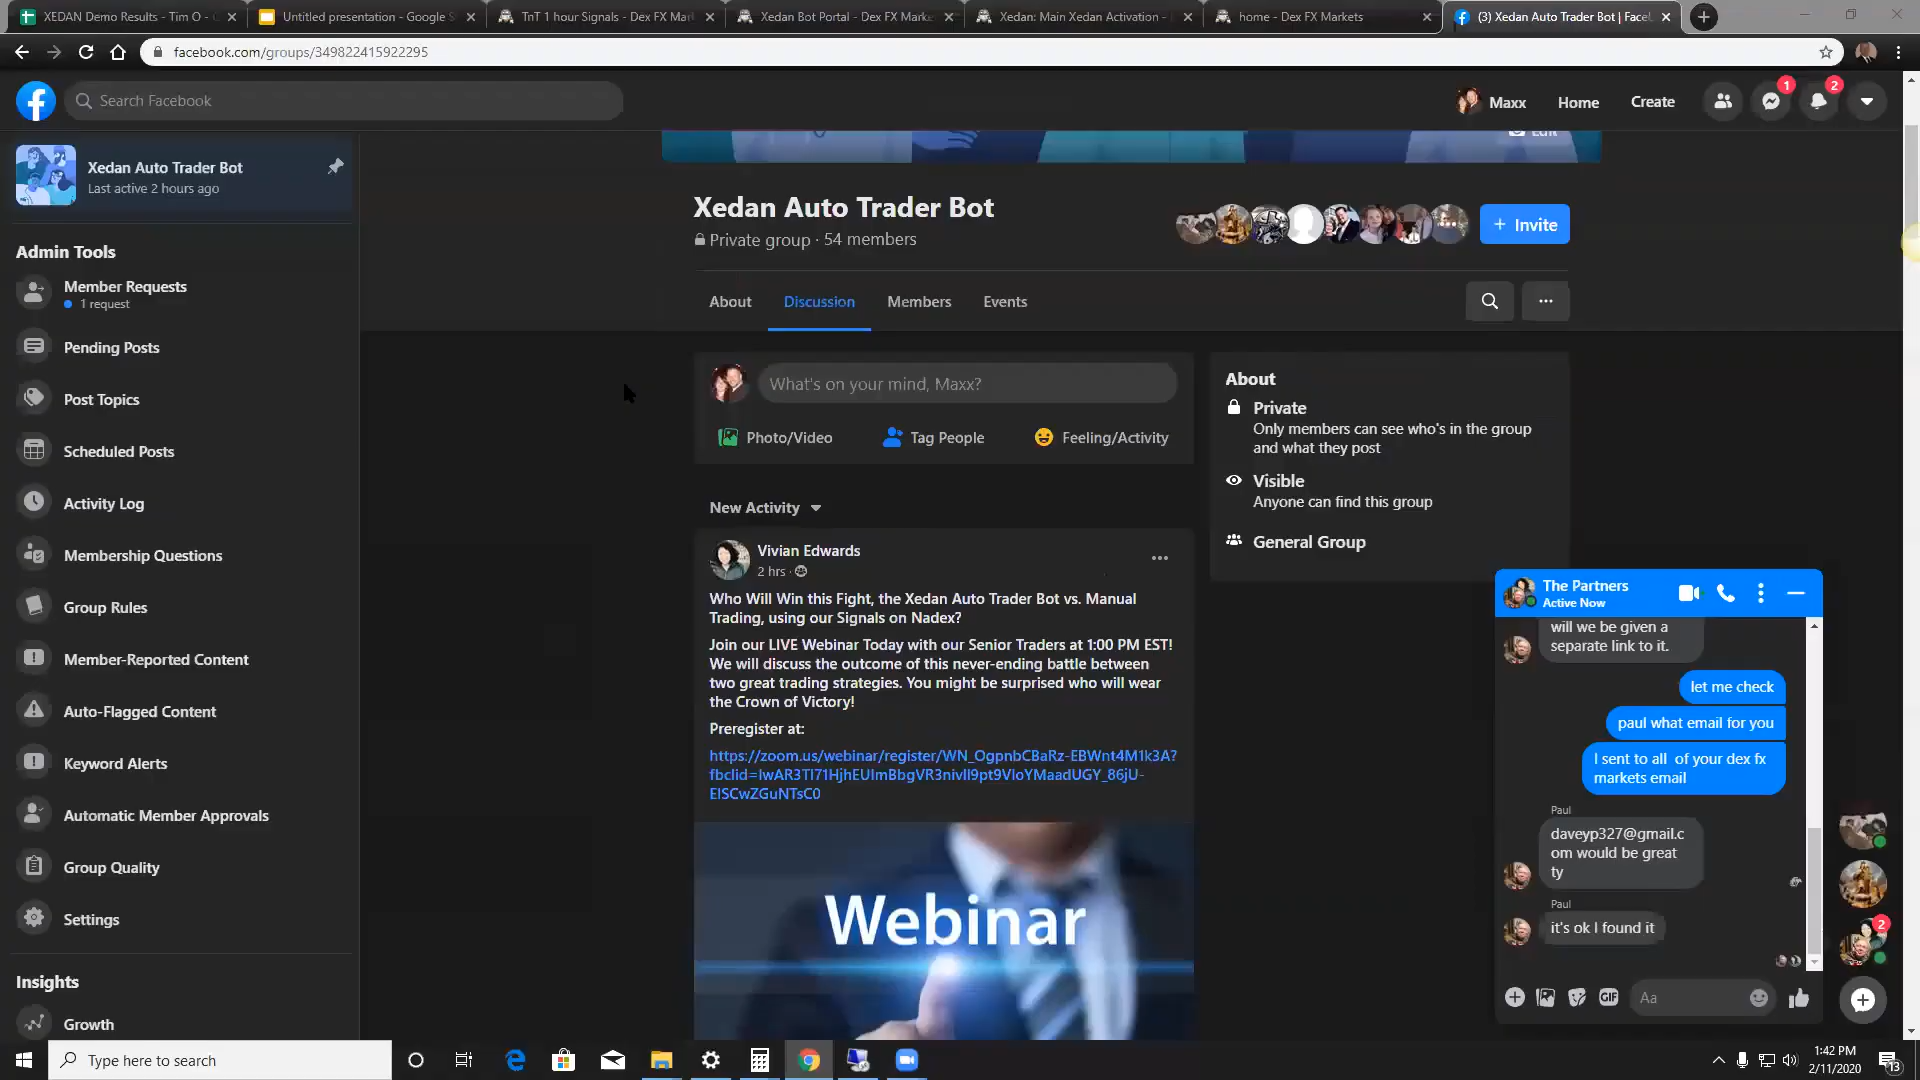 XEDAN Demo Results - Tim O - G
Untitled presentation - Google S
TnT 1 hour Signals - Dex FX Mar
Xedan Bot Portal - Dex FX Marke
Xedan: Main Xedan Activation -
home - Dex FX Markets
(3) Xedan Auto Trader Bot | Face
facebook.com/groups/349822415922295
Search Facebook
Maxx
Home
Create
1
2
Xedan Auto Trader Bot
Last active 2 hours ago
Admin Tools
Member Requests
1 request
Pending Posts
Post Topics
Scheduled Posts
Activity Log
Membership Questions
Group Rules
Member-Reported Content
Auto-Flagged Content
Keyword Alerts
Automatic Member Approvals
Group Quality
Settings
Insights
Growth
Edit
Xedan Auto Trader Bot
Private group · 54 members
+ Invite
About
Discussion
Members
Events
What's on your mind, Maxx?
Photo/Video
Tag People
Feeling/Activity
New Activity
Vivian Edwards
2 hrs ·
Who Will Win this Fight, the Xedan Auto Trader Bot vs. Manual
Trading, using our Signals on Nadex?
Join our LIVE Webinar Today with our Senior Traders at 1:00 PM EST!
We will discuss the outcome of this never-ending battle between
two great trading strategies. You might be surprised who will wear
the Crown of Victory!
Preregister at:
https://zoom.us/webinar/register/WN_OgpnbCBaRz-EBWnt4M1k3A?
fbclid=IwAR3TI71HjhEUImBbgVR3nivIl9pt9VloYMaadUGY_86jU-
EISCwZGuNTsC0
Webinar
About
Private
Only members can see who's in the group
and what they post
Visible
Anyone can find this group
General Group
The Partners
Active Now
will we be given a
separate link to it.
let me check
paul what email for you
I sent to all of your dex fx
markets email
Paul
daveyp327@gmail.c
om would be great
ty
Paul
it's ok I found it
GIF
Aa
2
Type here to search
1:42 PM
2/11/2020
13